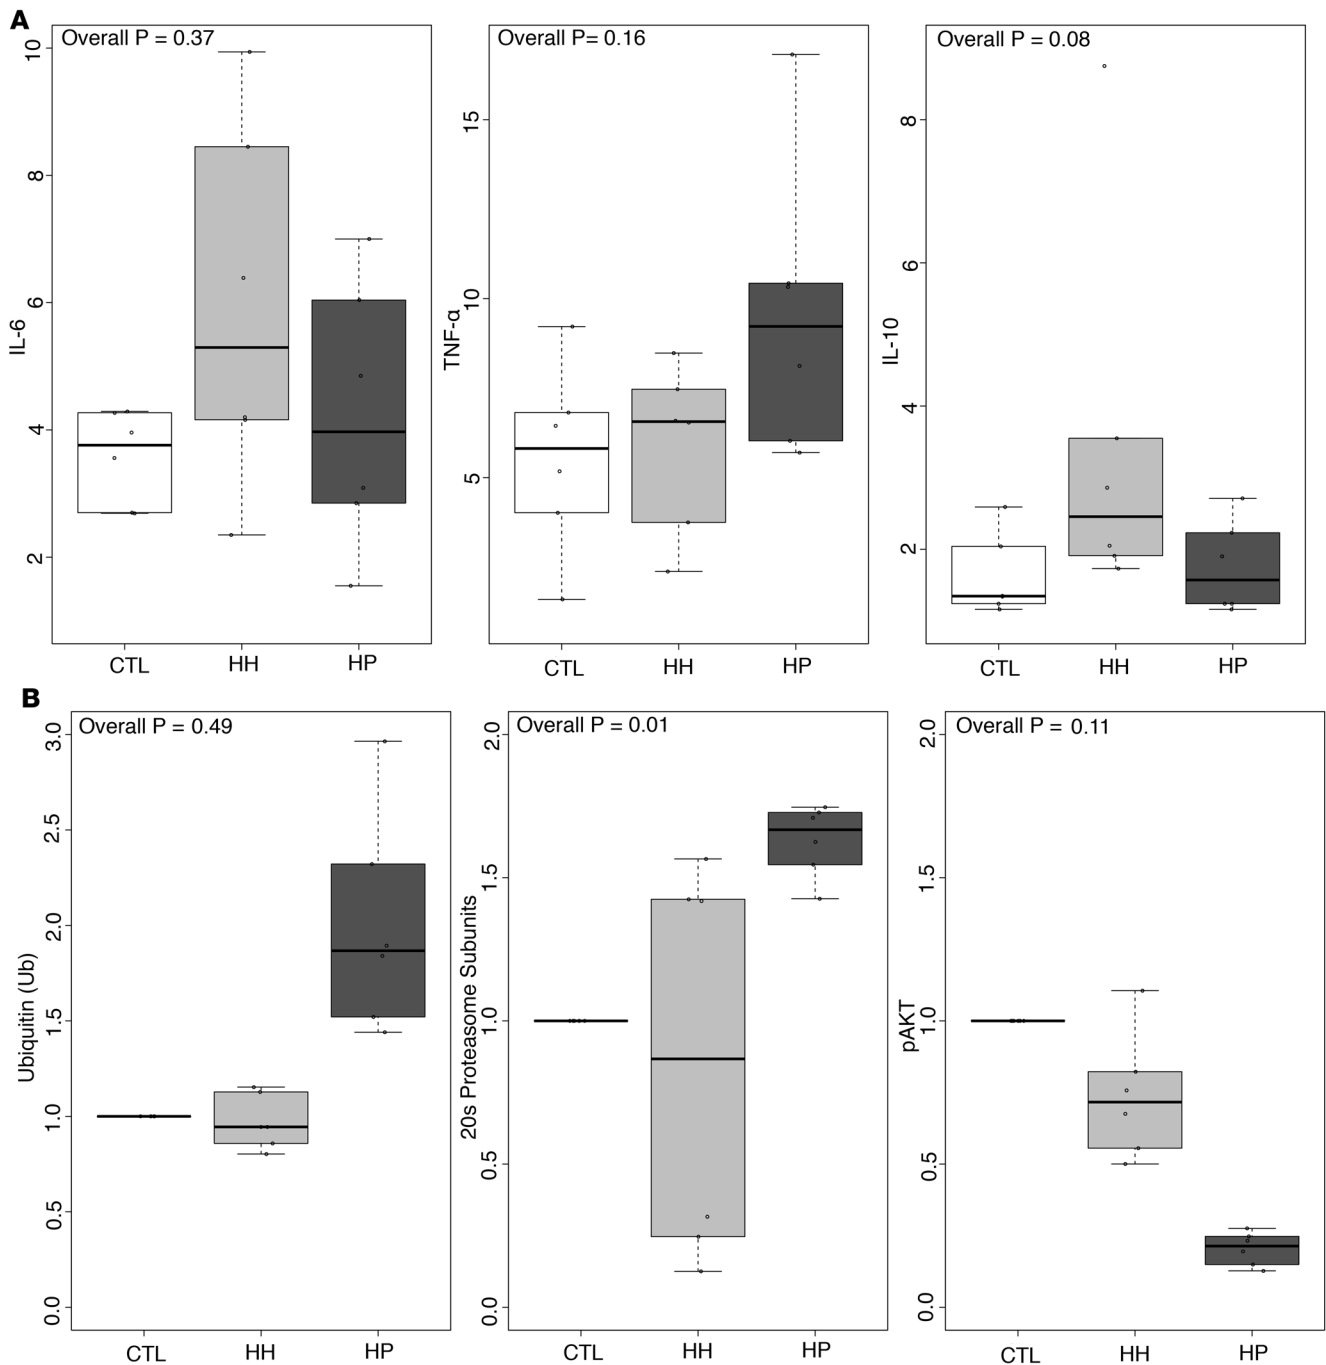 A
Overall P = 0.37
IL-6
2
4
6
8
10
CTL
HH
HP
Overall P= 0.16
TNF-α
5
10
15
CTL
HH
HP
Overall P = 0.08
IL-10
2
4
6
8
CTL
HH
HP
B
Overall P = 0.49
Ubiquitin (Ub)
0.0
0.5
1.0
1.5
2.0
2.5
3.0
CTL
HH
HP
Overall P = 0.01
20s Proteasome Subunits
0.0
0.5
1.0
1.5
2.0
CTL
HH
HP
Overall P = 0.11
pAKT
0.0
0.5
1.0
1.5
2.0
CTL
HH
HP